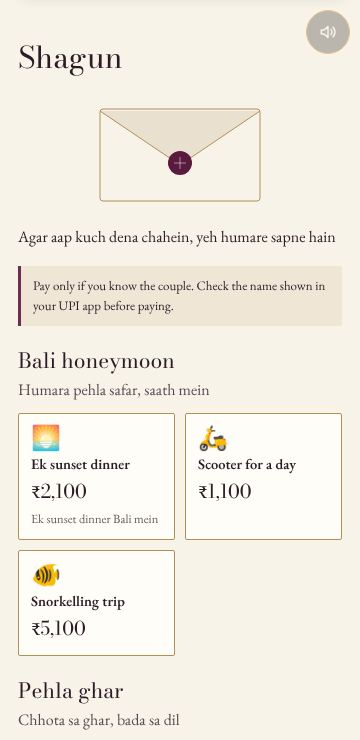 Shagun
Agar aap kuch dena chahein, yeh humare sapne hain
Pay only if you know the couple. Check the name shown in
your UPI app before paying.
Bali honeymoon
Humara pehla safar, saath mein
Ek sunset dinner
₹2,100
Ek sunset dinner Bali mein
Scooter for a day
₹1,100
Snorkelling trip
₹5,100
Pehla ghar
Chhota sa ghar, bada sa dil